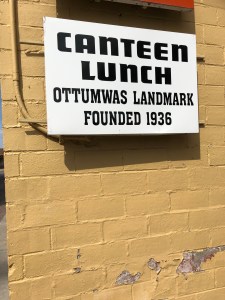 CANTEEN
LUNCH
OTTUMWAS LANDMARK
FOUNDED 1936